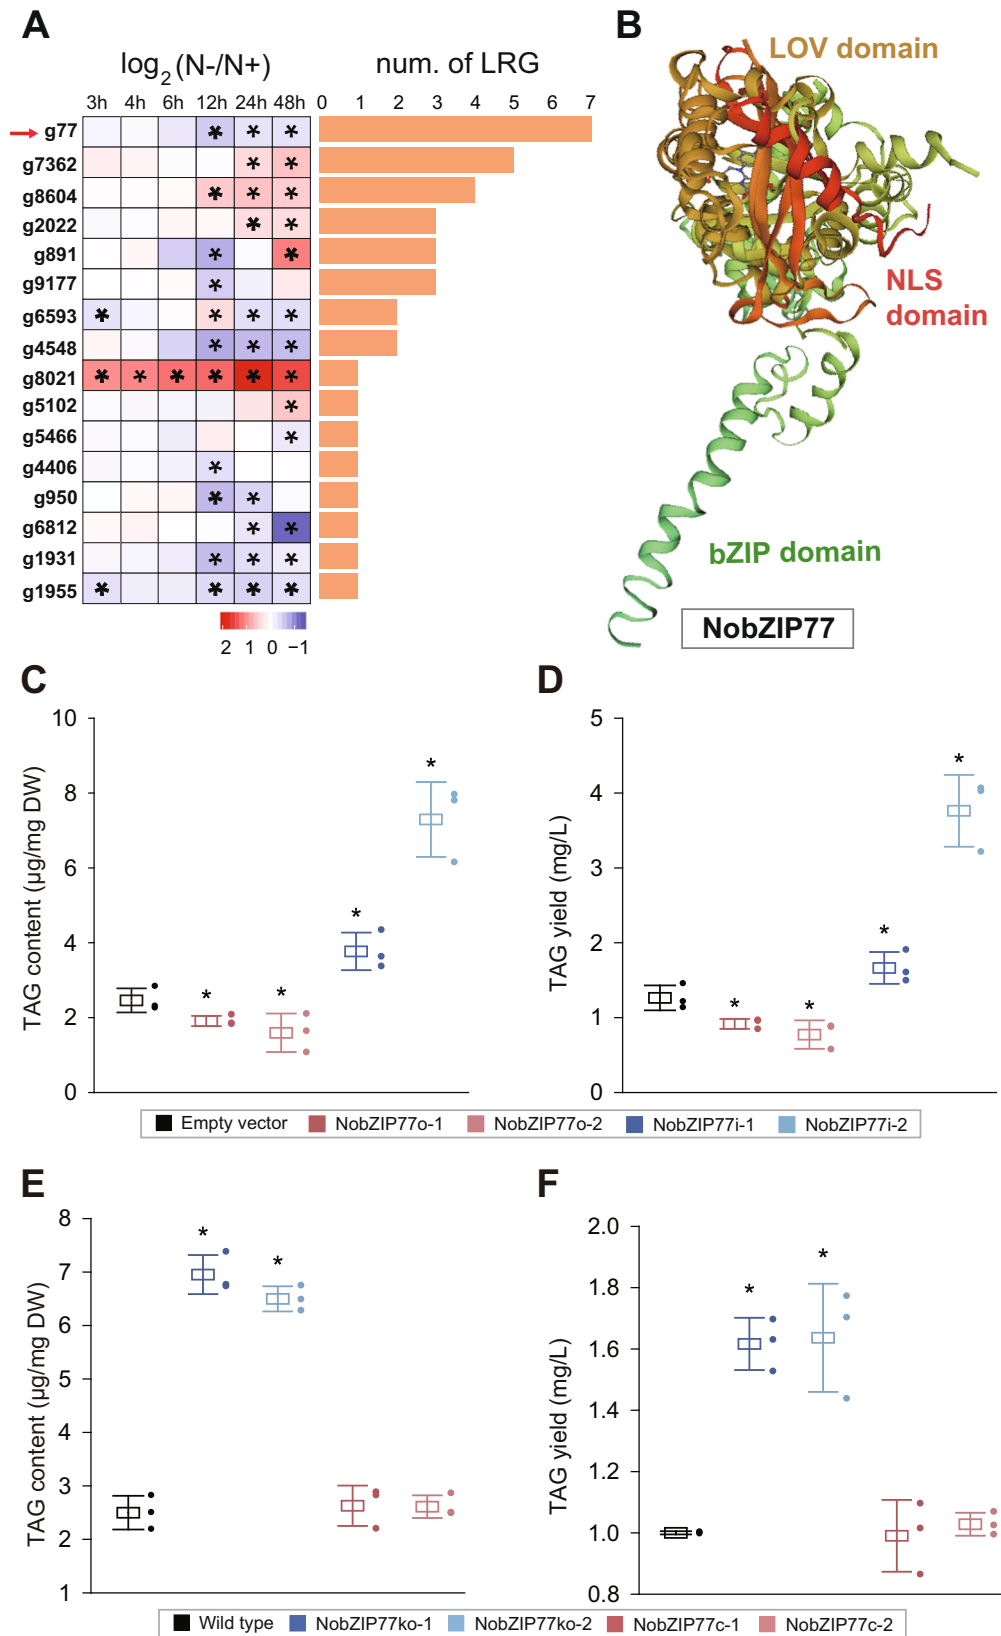 A
log2 (N-/N+)
num. of LRG
3h 4h 6h 12h 24h 48h
0 1 2 3 4 5 6 7
g77
g7362
g8604
g2022
g891
g9177
g6593
g4548
g8021
g5102
g5466
g4406
g950
g6812
g1931
g1955
2 1 0 −1
B
LOV domain
NLS
domain
bZIP domain
NobZIP77
C
TAG content (µg/mg DW)
10
8
6
4
2
0
*
*
*
*
D
TAG yield (mg/L)
5
4
3
2
1
0
*
*
*
*
Empty vector NobZIP77o-1 NobZIP77o-2 NobZIP77i-1 NobZIP77i-2
E
TAG content (µg/mg DW)
8
7
6
5
4
3
2
1
*
*
F
TAG yield (mg/L)
2.0
1.8
1.6
1.4
1.2
1.0
0.8
*
*
Wild type NobZIP77ko-1 NobZIP77ko-2 NobZIP77c-1 NobZIP77c-2